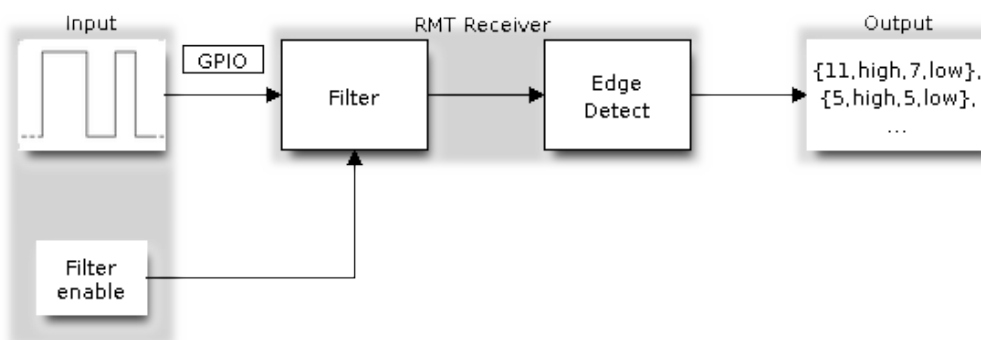 Input
RMT Receiver
Output
GPIO
Filter
Edge
Detect
{11,high,7,low},
{5,high,5,low},
...
Filter
enable